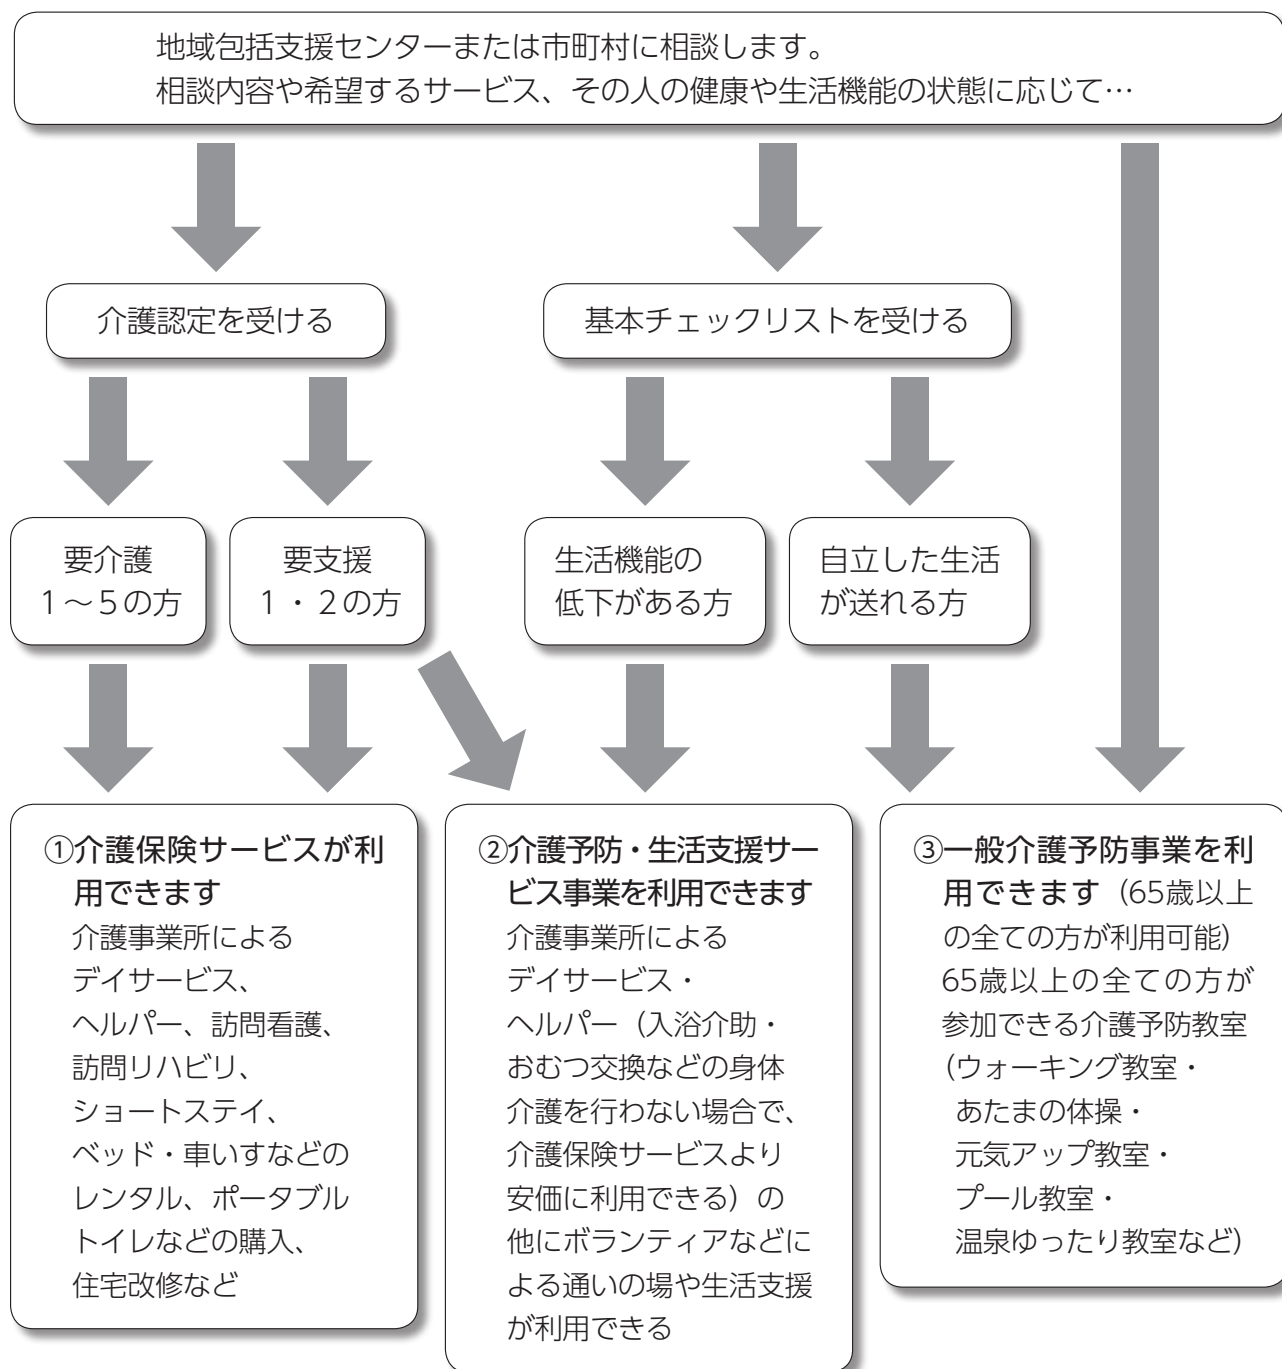 地域包括支援センターまたは市町村に相談します。
相談内容や希望するサービス、その人の健康や生活機能の状態に応じて…
介護認定を受ける
基本チェックリストを受ける
要介護
１～５の方
要支援
１・２の方
生活機能の
低下がある方
自立した生活
が送れる方
①介護保険サービスが利
用できます
介護事業所による
デイサービス、
ヘルパー、訪問看護、
訪問リハビリ、
ショートステイ、
ベッド・車いすなどの
レンタル、ポータブル
トイレなどの購入、
住宅改修など
②介護予防・生活支援サー
ビス事業を利用できます
介護事業所による
デイサービス・
ヘルパー（入浴介助・
おむつ交換などの身体
介護を行わない場合で、
介護保険サービスより
安価に利用できる）の
他にボランティアなどに
よる通いの場や生活支援
が利用できる
③一般介護予防事業を利
用できます（65歳以上
の全ての方が利用可能）
65歳以上の全ての方が
参加できる介護予防教室
（ウォーキング教室・
あたまの体操・
元気アップ教室・
プール教室・
温泉ゆったり教室など）